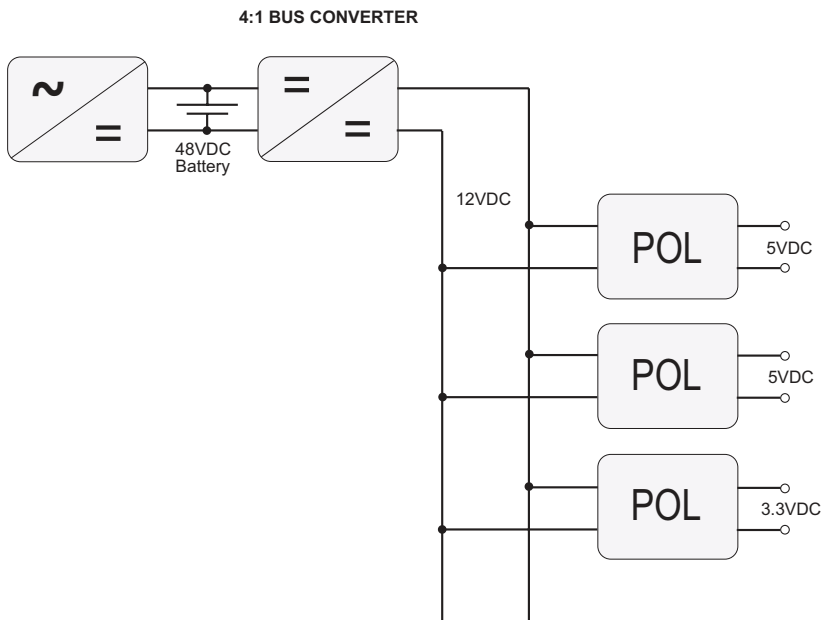 4:1 BUS CONVERTER
~
=
=
=
48VDC
Battery
12VDC
POL
5VDC
POL
5VDC
POL
3.3VDC